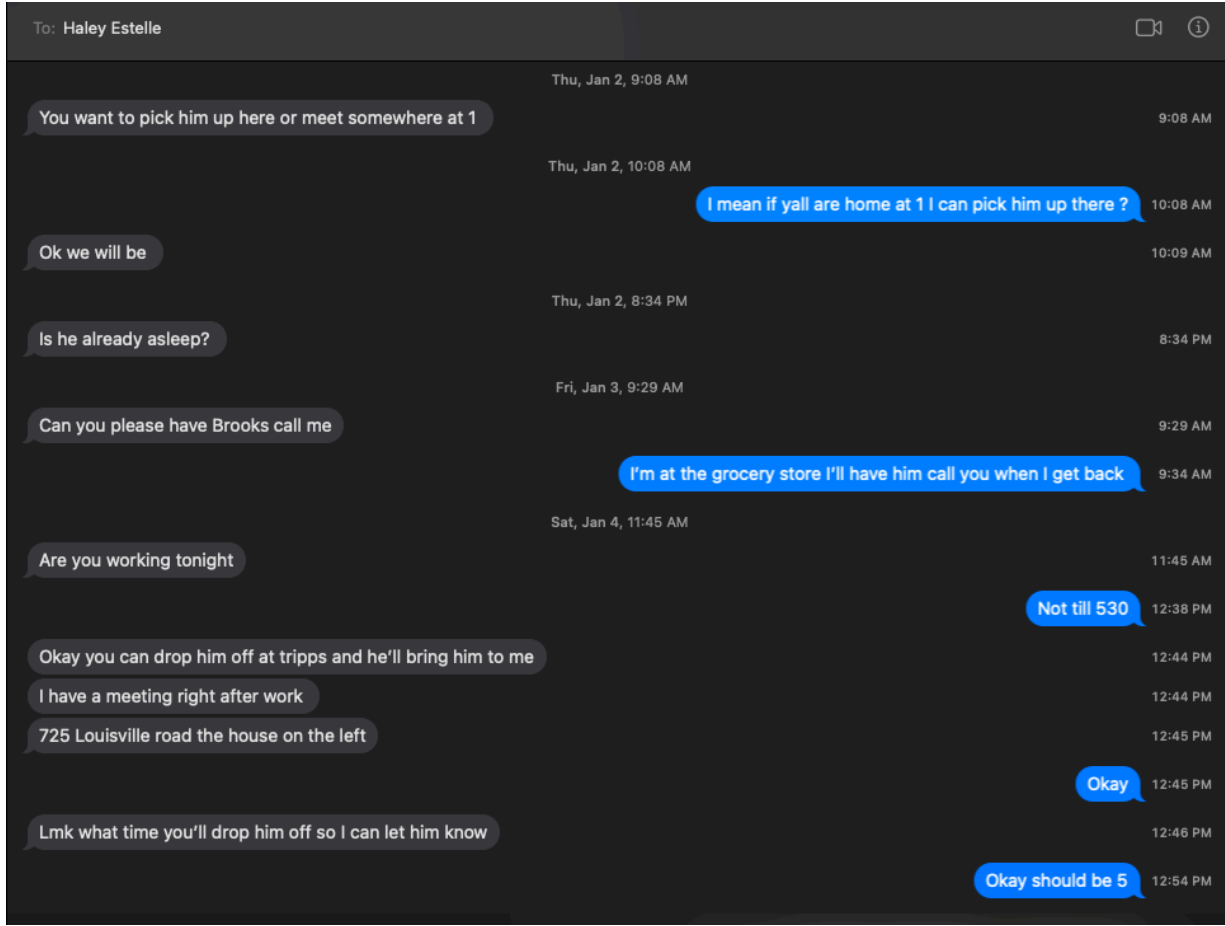 To: Haley Estelle
Thu, Jan 2, 9:08 AM
You want to pick him up here or meet somewhere at 1 9:08 AM
Thu, Jan 2, 10:08 AM
I mean if yall are home at 1 I can pick him up there ? 10:08 AM
Ok we will be 10:09 AM
Thu, Jan 2, 8:34 PM
Is he already asleep? 8:34 PM
Fri, Jan 3, 9:29 AM
Can you please have Brooks call me 9:29 AM
I’m at the grocery store I’ll have him call you when I get back 9:34 AM
Sat, Jan 4, 11:45 AM
Are you working tonight 11:45 AM
Not till 530 12:38 PM
Okay you can drop him off at tripps and he’ll bring him to me 12:44 PM
I have a meeting right after work 12:44 PM
725 Louisville road the house on the left 12:45 PM
Okay 12:45 PM
Lmk what time you’ll drop him off so I can let him know 12:46 PM
Okay should be 5 12:54 PM